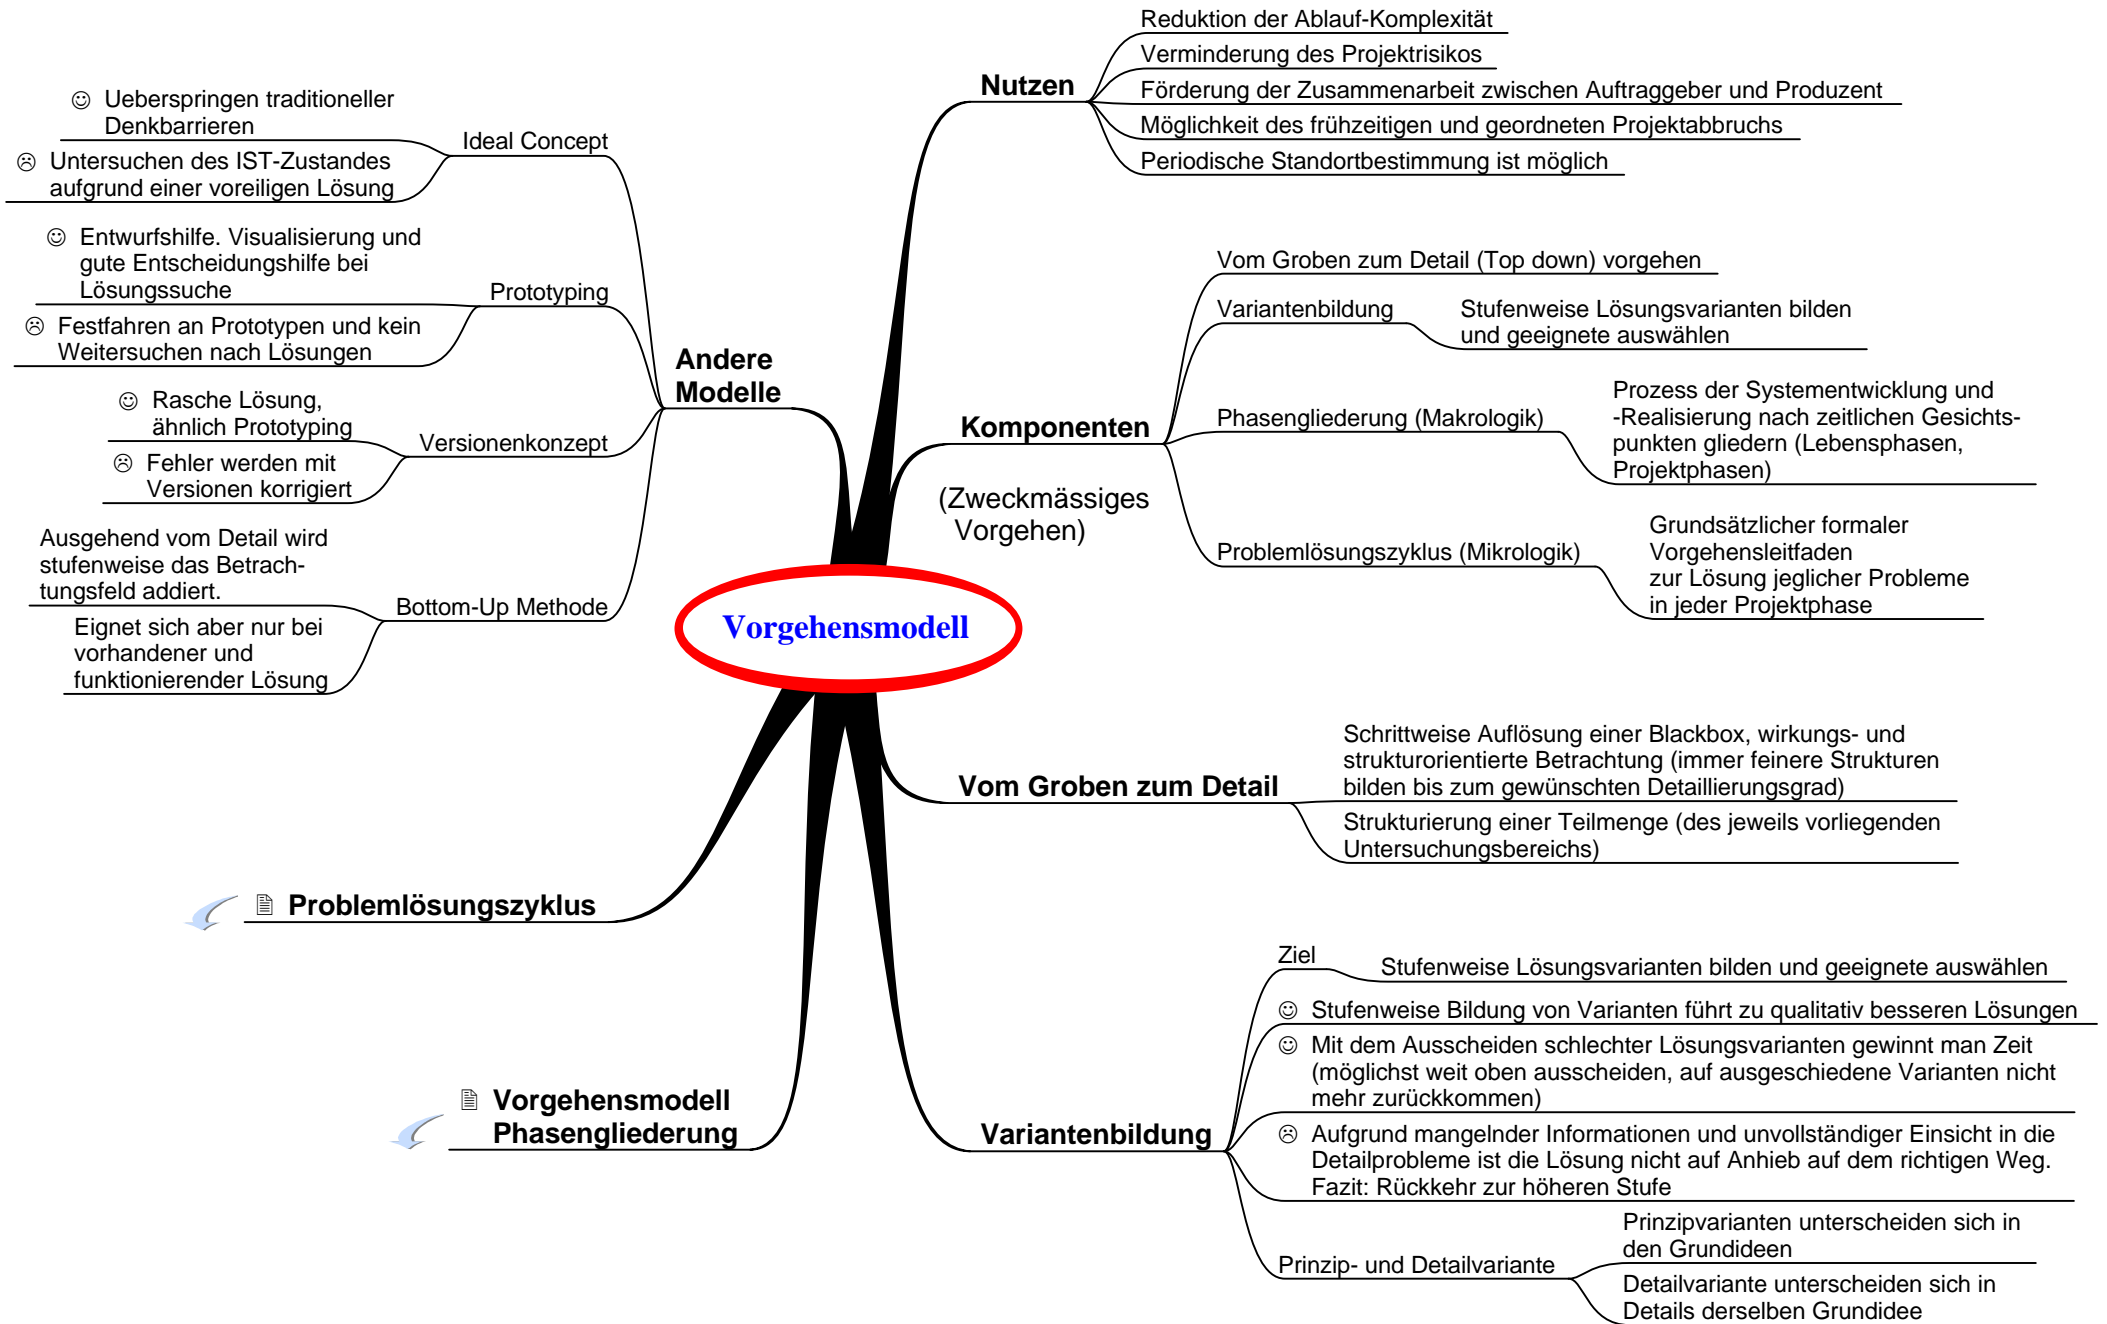 Vorgehensmodell
Nutzen
Reduktion der Ablauf-Komplexität
Verminderung des Projektrisikos
Förderung der Zusammenarbeit zwischen Auftraggeber und Produzent
Möglichkeit des frühzeitigen und geordneten Projektabbruchs
Periodische Standortbestimmung ist möglich
Komponenten
(Zweckmässiges
Vorgehen)
Vom Groben zum Detail (Top down) vorgehen
Variantenbildung
Stufenweise Lösungsvarianten bilden
und geeignete auswählen
Phasengliederung (Makrologik)
Prozess der Systementwicklung und
-Realisierung nach zeitlichen Gesichts-
punkten gliedern (Lebensphasen,
Projektphasen)
Problemlösungszyklus (Mikrologik)
Grundsätzlicher formaler
Vorgehensleitfaden
zur Lösung jeglicher Probleme
in jeder Projektphase
Vom Groben zum Detail
Schrittweise Auflösung einer Blackbox, wirkungs- und
strukturorientierte Betrachtung (immer feinere Strukturen
bilden bis zum gewünschten Detaillierungsgrad)
Strukturierung einer Teilmenge (des jeweils vorliegenden
Untersuchungsbereichs)
Variantenbildung
Ziel
Stufenweise Lösungsvarianten bilden und geeignete auswählen
Stufenweise Bildung von Varianten führt zu qualitativ besseren Lösungen
Mit dem Ausscheiden schlechter Lösungsvarianten gewinnt man Zeit
(möglichst weit oben ausscheiden, auf ausgeschiedene Varianten nicht
mehr zurückkommen)
Aufgrund mangelnder Informationen und unvollständiger Einsicht in die
Detailprobleme ist die Lösung nicht auf Anhieb auf dem richtigen Weg.
Fazit: Rückkehr zur höheren Stufe
Prinzip- und Detailvariante
Prinzipvarianten unterscheiden sich in
den Grundideen
Detailvariante unterscheiden sich in
Details derselben Grundidee
Vorgehensmodell
Phasengliederung
Problemlösungszyklus
Andere
Modelle
Ideal Concept
Ueberspringen traditioneller
Denkbarrieren
Untersuchen des IST-Zustandes
aufgrund einer voreiligen Lösung
Prototyping
Entwurfshilfe. Visualisierung und
gute Entscheidungshilfe bei
Lösungssuche
Festfahren an Prototypen und kein
Weitersuchen nach Lösungen
Versionenkonzept
Rasche Lösung,
ähnlich Prototyping
Fehler werden mit
Versionen korrigiert
Bottom-Up Methode
Ausgehend vom Detail wird
stufenweise das Betrach-
tungsfeld addiert.
Eignet sich aber nur bei
vorhandener und
funktionierender Lösung